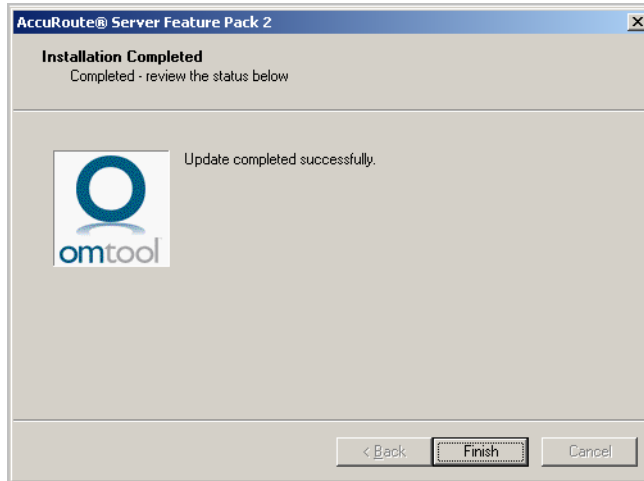 AccuRoute® Server Feature Pack 2
Installation Completed
Completed - review the status below
Update completed successfully.
omtool
< Back
Finish
Cancel